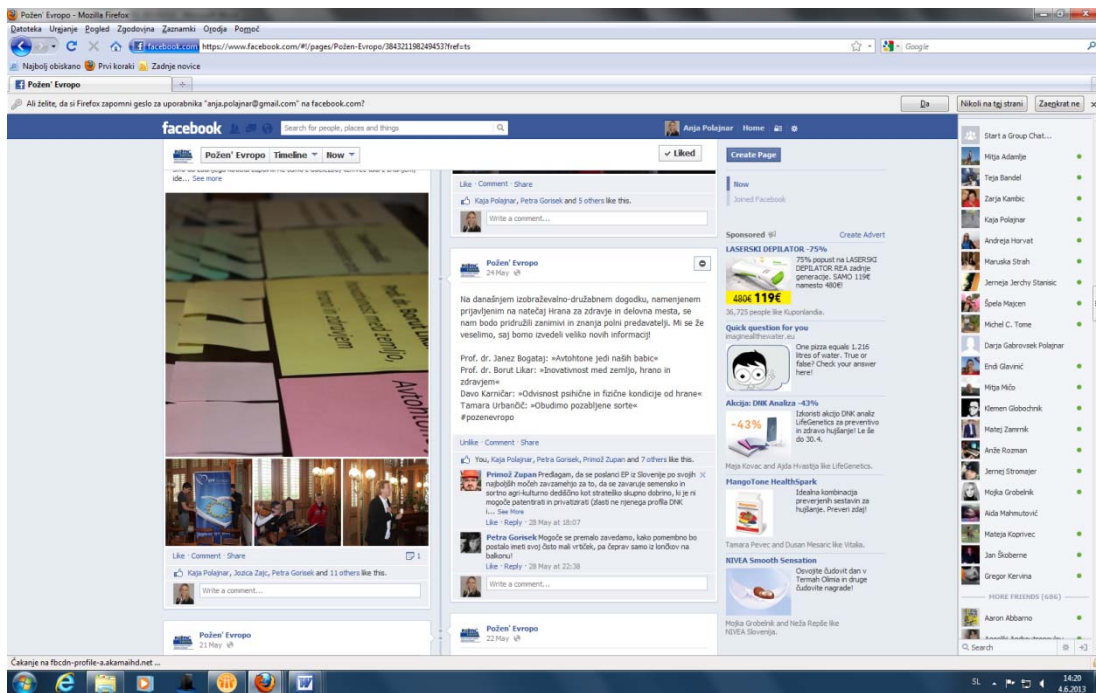 Požen' Evropo - Mozilla Firefox
Datoteka Urejanje Pogled Zgodovina Zaznamki Orodja Pomoč
facebook.com https://www.facebook.com/#!/pages/Požen-Evropo/384321198249453?fref=ts
Google
Najbolj obiskano Prvi koraki Zadnje novice
Požen' Evropo
Ali želite, da si Firefox zapomni geslo za uporabnika "anja.polajnar@gmail.com" na facebook.com?
Da
Nikoli na tej strani
Zaenkrat ne
facebook
Search for people, places and things
Anja Polajnar Home
Požen' Evropo Timeline Now
Liked
ide... See more
Prof. dr. Borut Likar
Inovativnost med zemljo,
hrano in zdravjem
Like · Comment · Share
1
Kaja Polajnar, Jozica Zajc, Petra Gorisek and 11 others like this.
Write a comment...
Požen' Evropo
21 May
Like · Comment · Share
Kaja Polajnar, Petra Gorisek and 5 others like this.
Write a comment...
Požen' Evropo
24 May
Na današnjem izobraževalno-družabnem dogodku, namenjenem
prijavljenim na natečaj Hrana za zdravje in delovna mesta, se
nam bodo pridružili zanimivi in znanja polni predavatelji. Mi se že
veselimo, saj bomo izvedeli veliko novih informacij!
Prof. dr. Janez Bogataj: »Avtohtone jedi naših babic«
Prof. dr. Borut Likar: »Inovativnost med zemljo, hrano in
zdravjem«
Davo Karničar: »Odvisnost psihične in fizične kondicije od hrane«
Tamara Urbančič: »Obudimo pozabljene sorte«
#pozenevropo
Unlike · Comment · Share
You, Kaja Polajnar, Petra Gorisek, Primož Zupan and 7 others like this.
Primož Zupan Predlagam, da se poslanci EP iz Slovenije po svojih
najboljših močeh zavzamejo za to, da se zavaruje semensko in
sortno agri-kulturno dediščino kot strateško skupno dobrino, ki je ni
mogoče patentirati in privatizirati (zlasti ne njenega profila DNK
i... See More
Like · Reply · 28 May at 18:07
Petra Gorisek Mogoče se premalo zavedamo, kako pomembno bo
postalo imeti svoj čisto mali vrtiček, pa čeprav samo iz lončkov na
balkonu!
Like · Reply · 28 May at 22:38
Write a comment...
Požen' Evropo
22 May
Create Page
Now
Joined Facebook
Sponsored
Create Advert
LASERSKI DEPILATOR -75%
75% popust na LASERSKI
DEPILATOR REA zadnje
generacije. SAMO 119€
namesto 480€!
480€ 119€
36,725 people like Kuponlandia.
Quick question for you
imaginealthewater.eu
One pizza equals 1.216
litres of water. True or
false? Check your answer
here!
Akcija: DNK Analiza -43%
-43%
Izkoristi akcijo DNK analiz
LifeGenetics za preventivo
in zdravo hujšanje! Le še
do 30.4.
Maja Kovac and Ajda Hvastija like LifeGenetics.
MangoTone HealthSpark
Idealna kombinacija
preverjenih sestavin za
hujšanje. Preveri zdaj!
Tamara Pevec and Dusan Mesaric like Vitalia.
NIVEA Smooth Sensation
Osvojite čudovit dan v
Termah Olimia in druge
čudovite nagrade!
Mojka Grobelnik and Neža Repše like
NIVEA Slovenija.
Start a Group Chat...
Mitja Adamlje
Teja Bandel
Zarja Kambic
Kaja Polajnar
Andreja Horvat
Maruska Strah
Jerneja Jerchy Stanisic
Špela Majcen
Michel C. Tome
Darja Gabrovsek Polajnar
Endi Glavinić
Mitja Mičo
Klemen Globochnik
Matej Zamrnik
Anže Rozman
Jernej Stromajer
Mojka Grobelnik
Aida Mahmutović
Mateja Koprivec
Jan Škoberne
Gregor Kervina
MORE FRIENDS (686)
Aaron Abbarno
Search
Čakanje na fbcdn-profile-a.akamaihd.net ...
SL
14:20
4.6.2013